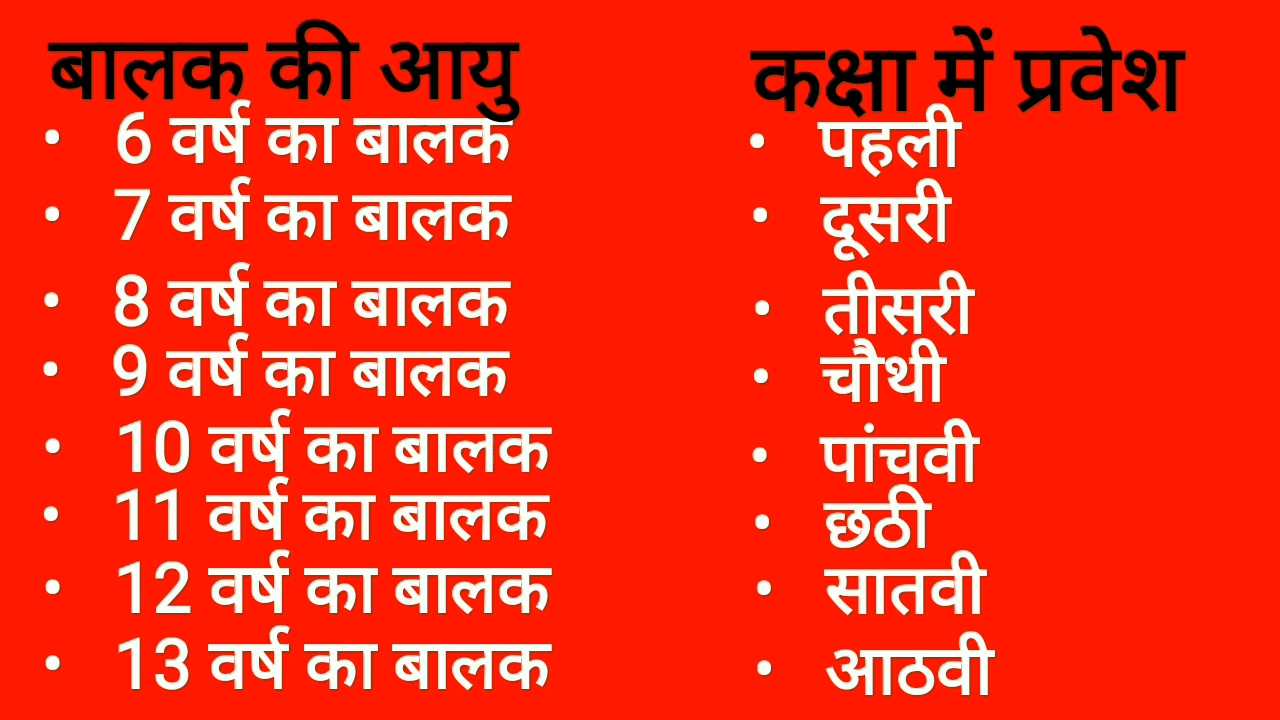 बालक की आयु
• 6 वर्ष का बालक
• 7 वर्ष का बालक
• 8 वर्ष का बालक
• 9 वर्ष का बालक
• 10 वर्ष का बालक
• 11 वर्ष का बालक
• 12 वर्ष का बालक
• 13 वर्ष का बालक
कक्षा में प्रवेश
• पहली
• दूसरी
• तीसरी
• चौथी
• पांचवी
• छठी
• सातवी
• आठवी